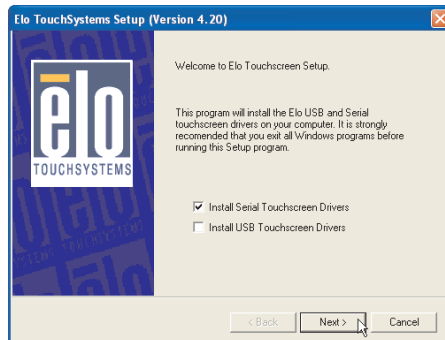 Elo TouchSystems Setup (Version 4.20)
elo
TOUCHSYSTEMS
Welcome to Elo Touchscreen Setup.
This program will install the Elo USB and Serial
touchscreen drivers on your computer. It is strongly
recomended that you exit all Windows programs before
running this Setup program.
Install Serial Touchscreen Drivers
Install USB Touchscreen Drivers
< Back
Next >
Cancel